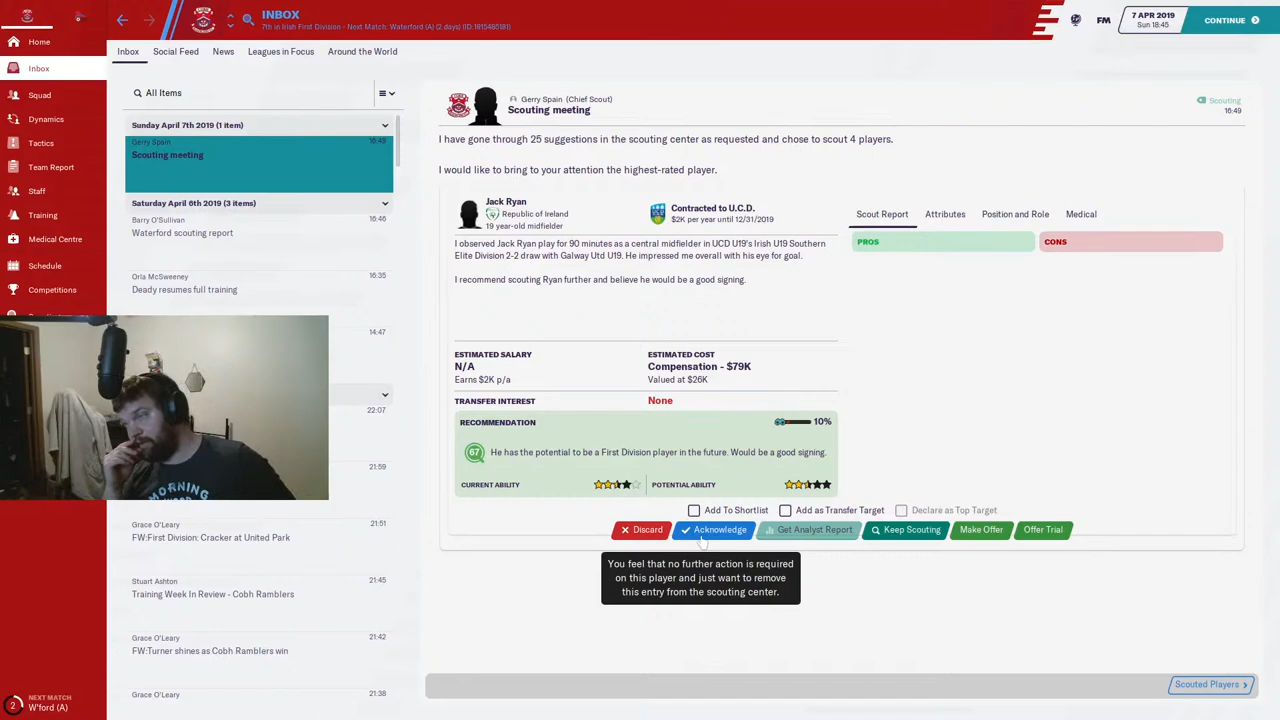 INBOX
7th in Irish First Division - Next Match: Waterford (A) (2 days) (ID:1815485181)
FM
7 APR 2019
Sun 18:45
CONTINUE
Home
Inbox
Squad
Dynamics
Tactics
Team Report
Staff
Training
Medical Centre
Schedule
Competitions
NEXT MATCH
2
W'ford (A)
Inbox
Social Feed
News
Leagues in Focus
Around the World
All Items
Sunday April 7th 2019 (1 item)
Gerry Spain
16:49
Scouting meeting
Saturday April 6th 2019 (3 items)
Barry O'Sullivan
16:46
Waterford scouting report
Orla McSweeney
16:35
Deady resumes full training
14:47
22:07
21:59
Grace O'Leary
21:51
FW:First Division: Cracker at United Park
Stuart Ashton
21:45
Training Week In Review - Cobh Ramblers
Grace O'Leary
21:42
FW:Turner shines as Cobh Ramblers win
Grace O'Leary
21:38
MORNING
Gerry Spain (Chief Scout)
Scouting meeting
Scouting
16:49
I have gone through 25 suggestions in the scouting center as requested and chose to scout 4 players.
I would like to bring to your attention the highest-rated player.
Jack Ryan
Republic of Ireland
19 year-old midfielder
Contracted to U.C.D.
$2K per year until 12/31/2019
I observed Jack Ryan play for 90 minutes as a central midfielder in UCD U19's Irish U19 Southern
Elite Division 2-2 draw with Galway Utd U19. He impressed me overall with his eye for goal.
I recommend scouting Ryan further and believe he would be a good signing.
ESTIMATED SALARY
N/A
Earns $2K p/a
ESTIMATED COST
Compensation - $79K
Valued at $26K
TRANSFER INTEREST
None
RECOMMENDATION
10%
67
He has the potential to be a First Division player in the future. Would be a good signing.
CURRENT ABILITY
POTENTIAL ABILITY
Scout Report
Attributes
Position and Role
Medical
PROS
CONS
Add To Shortlist
Add as Transfer Target
Declare as Top Target
Discard
Acknowledge
Get Analyst Report
Keep Scouting
Make Offer
Offer Trial
You feel that no further action is required
on this player and just want to remove
this entry from the scouting center.
Scouted Players